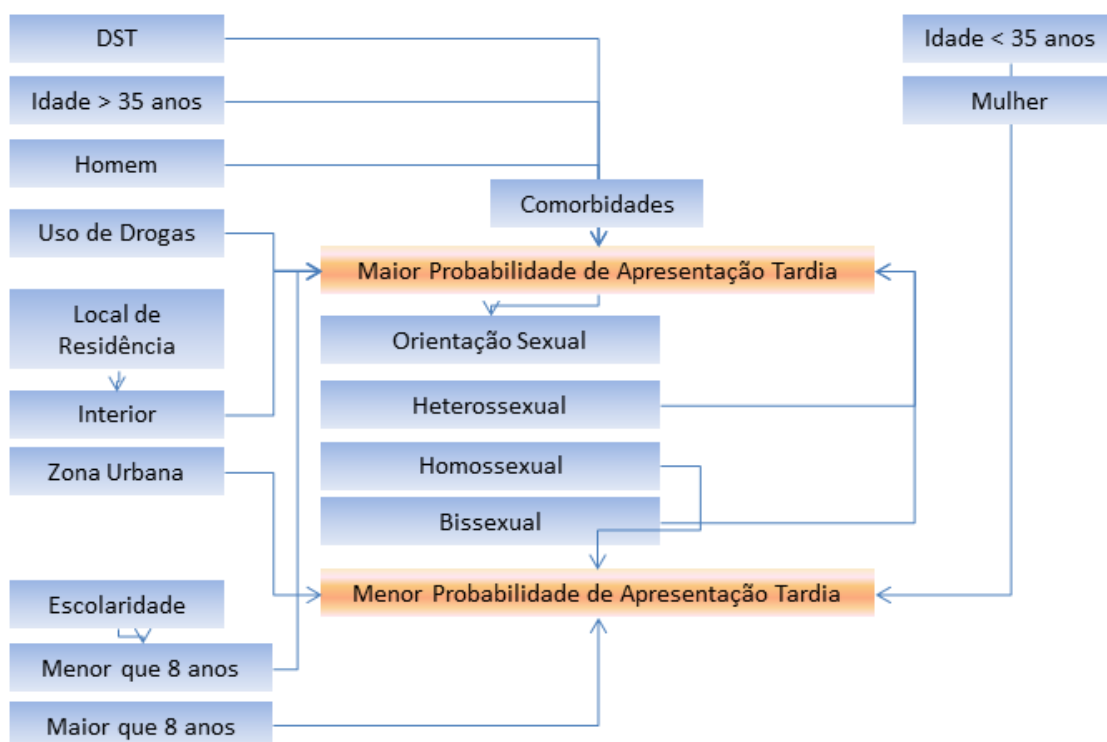 DST
Idade < 35 anos
Idade > 35 anos
Mulher
Homem
Comorbidades
Uso de Drogas
Maior Probabilidade de Apresentação Tardia
Local de
Residência
Orientação Sexual
Interior
Heterossexual
Zona Urbana
Homossexual
Bissexual
Menor Probabilidade de Apresentação Tardia
Escolaridade
Menor que 8 anos
Maior que 8 anos